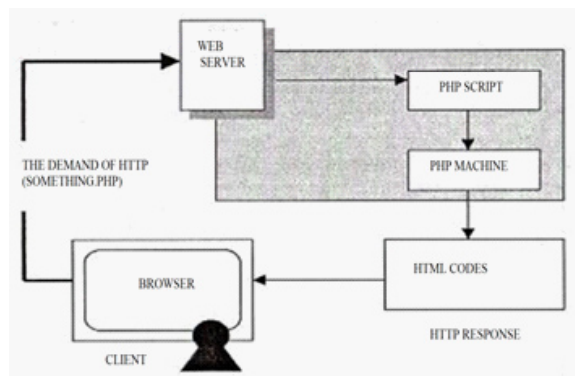 WEB
SERVER
PHP SCRIPT
THE DEMAND OF HTTP
(SOMETHING.PHP)
PHP MACHINE
BROWSER
HTML CODES
HTTP RESPONSE
CLIENT